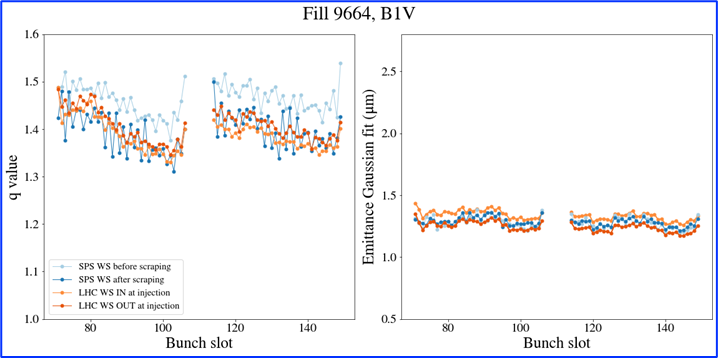 Fill 9664, B1V
q value
1.6
1.5
1.4
1.3
1.2
1.1
1.0
SPS WS before scraping
SPS WS after scraping
LHC WS IN at injection
LHC WS OUT at injection
80
100
120
140
Bunch slot
Emittance Gaussian fit (μm)
2.5
2.0
1.5
1.0
0.5
80
100
120
140
Bunch slot